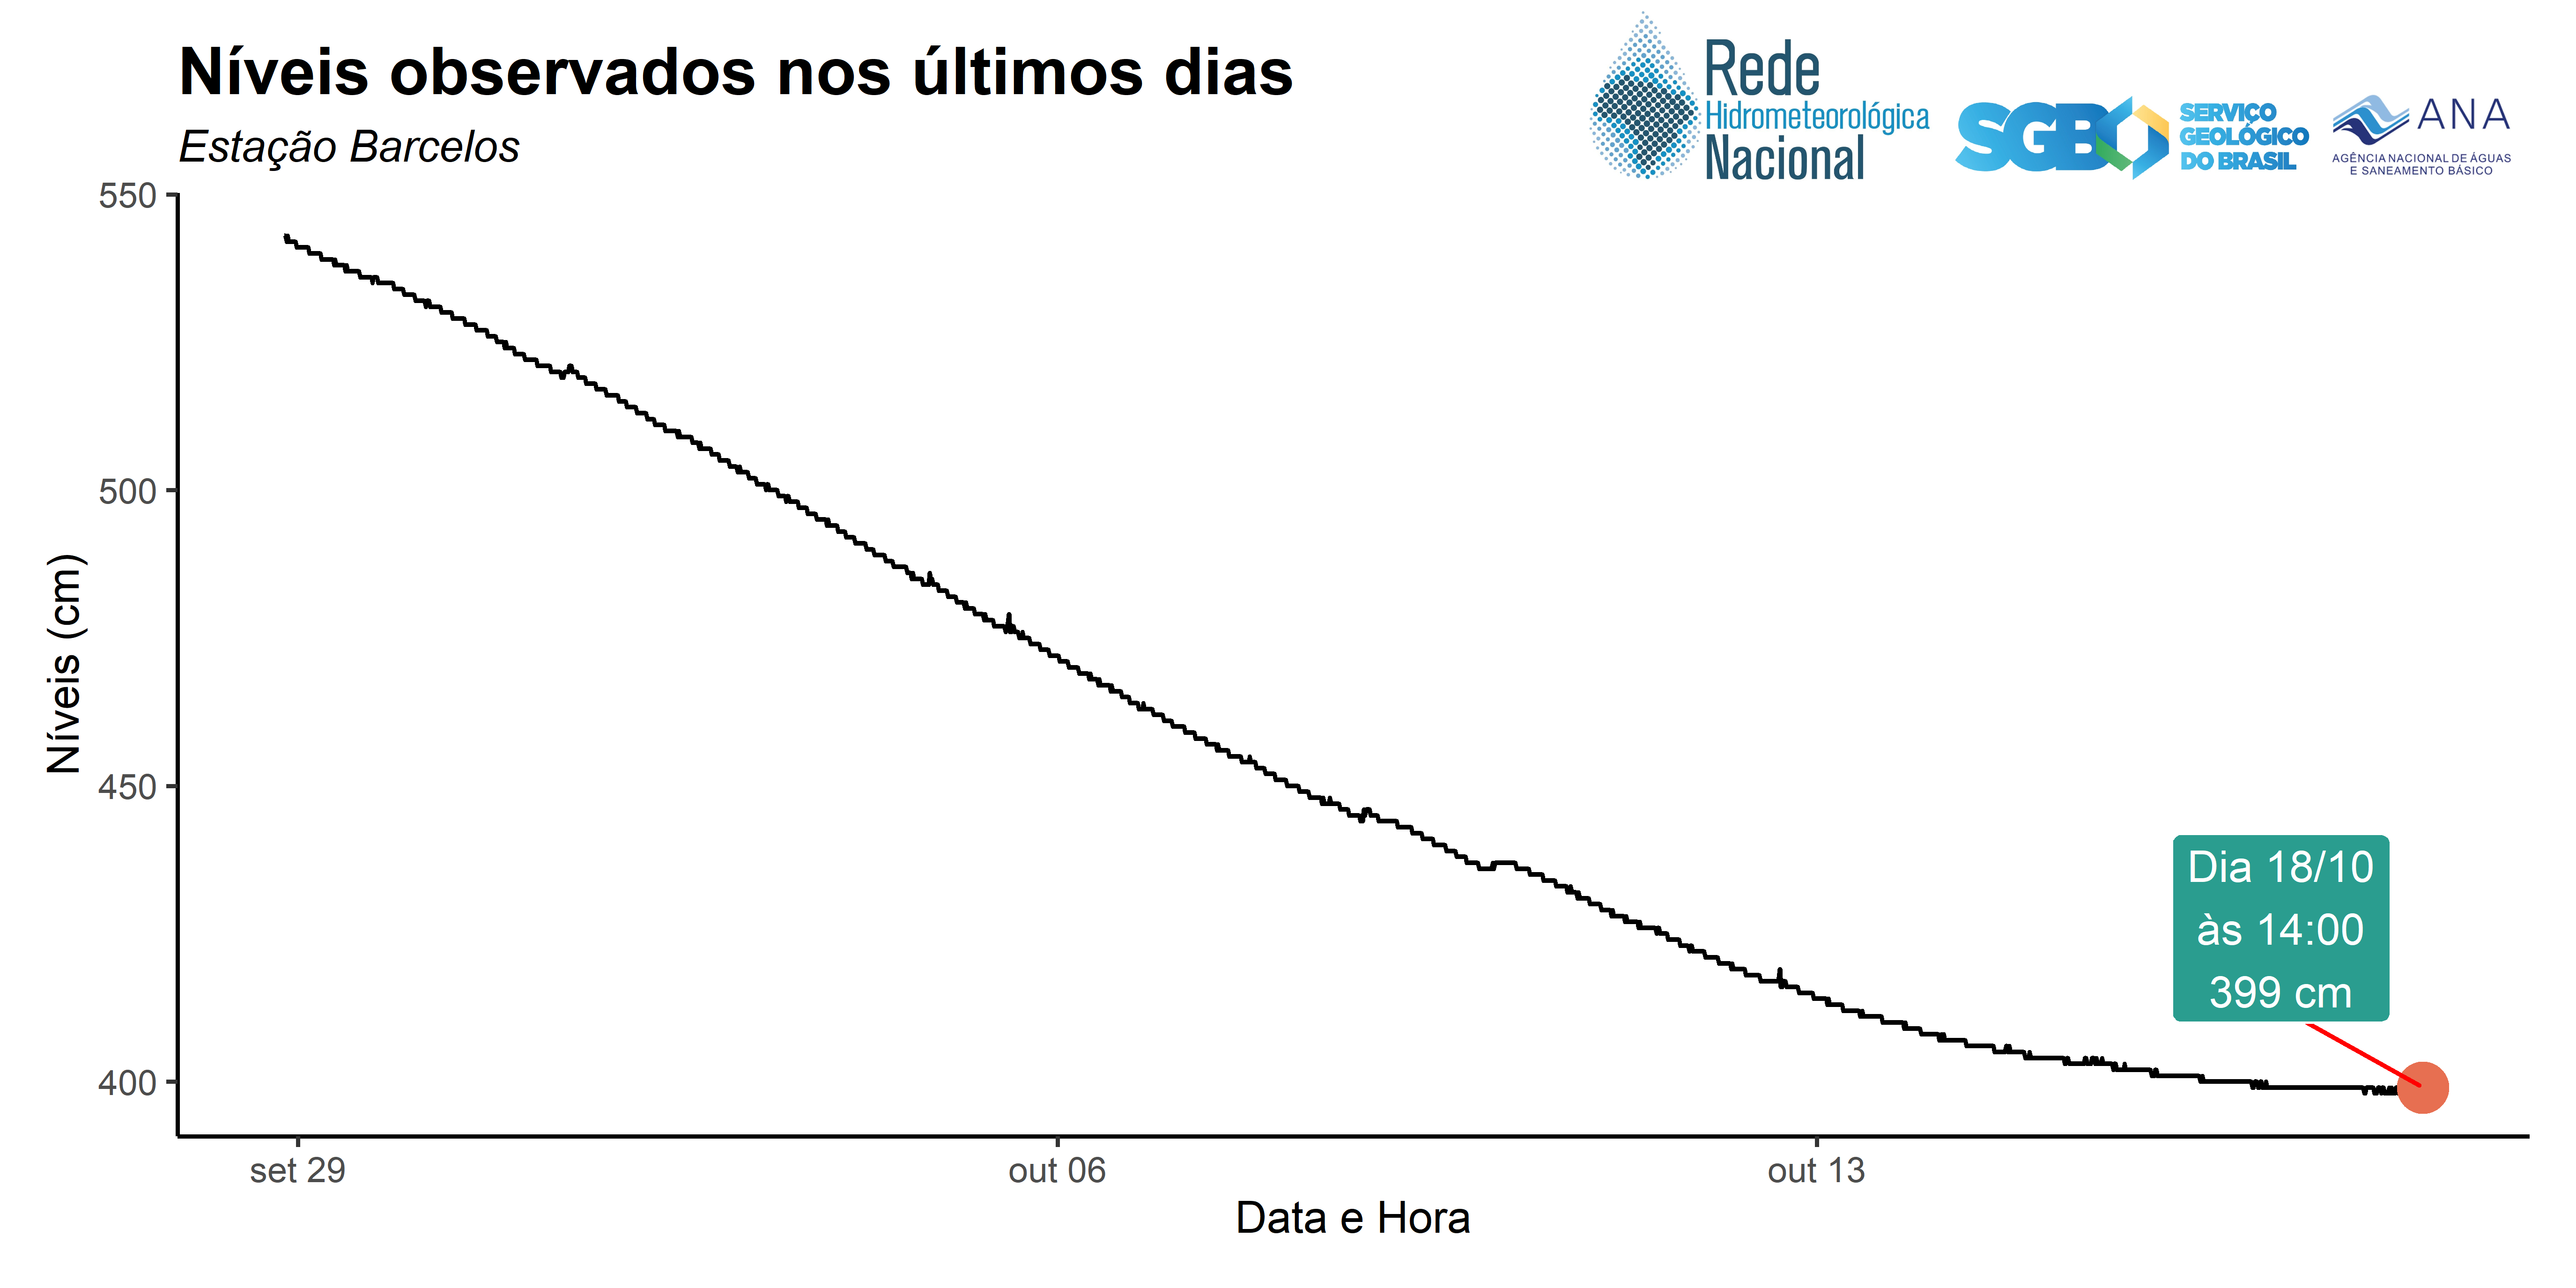 Níveis observados nos últimos dias
Estação Barcelos
Rede
Hidrometeorológica
Nacional
SGB
SERVIÇO
GEOLÓGICO
DO BRASIL
ANA
AGÊNCIA NACIONAL DE ÁGUAS
E SANEAMENTO BÁSICO
550
500
450
400
Níveis (cm)
Dia 18/10
às 14:00
399 cm
set 29
out 06
out 13
Data e Hora